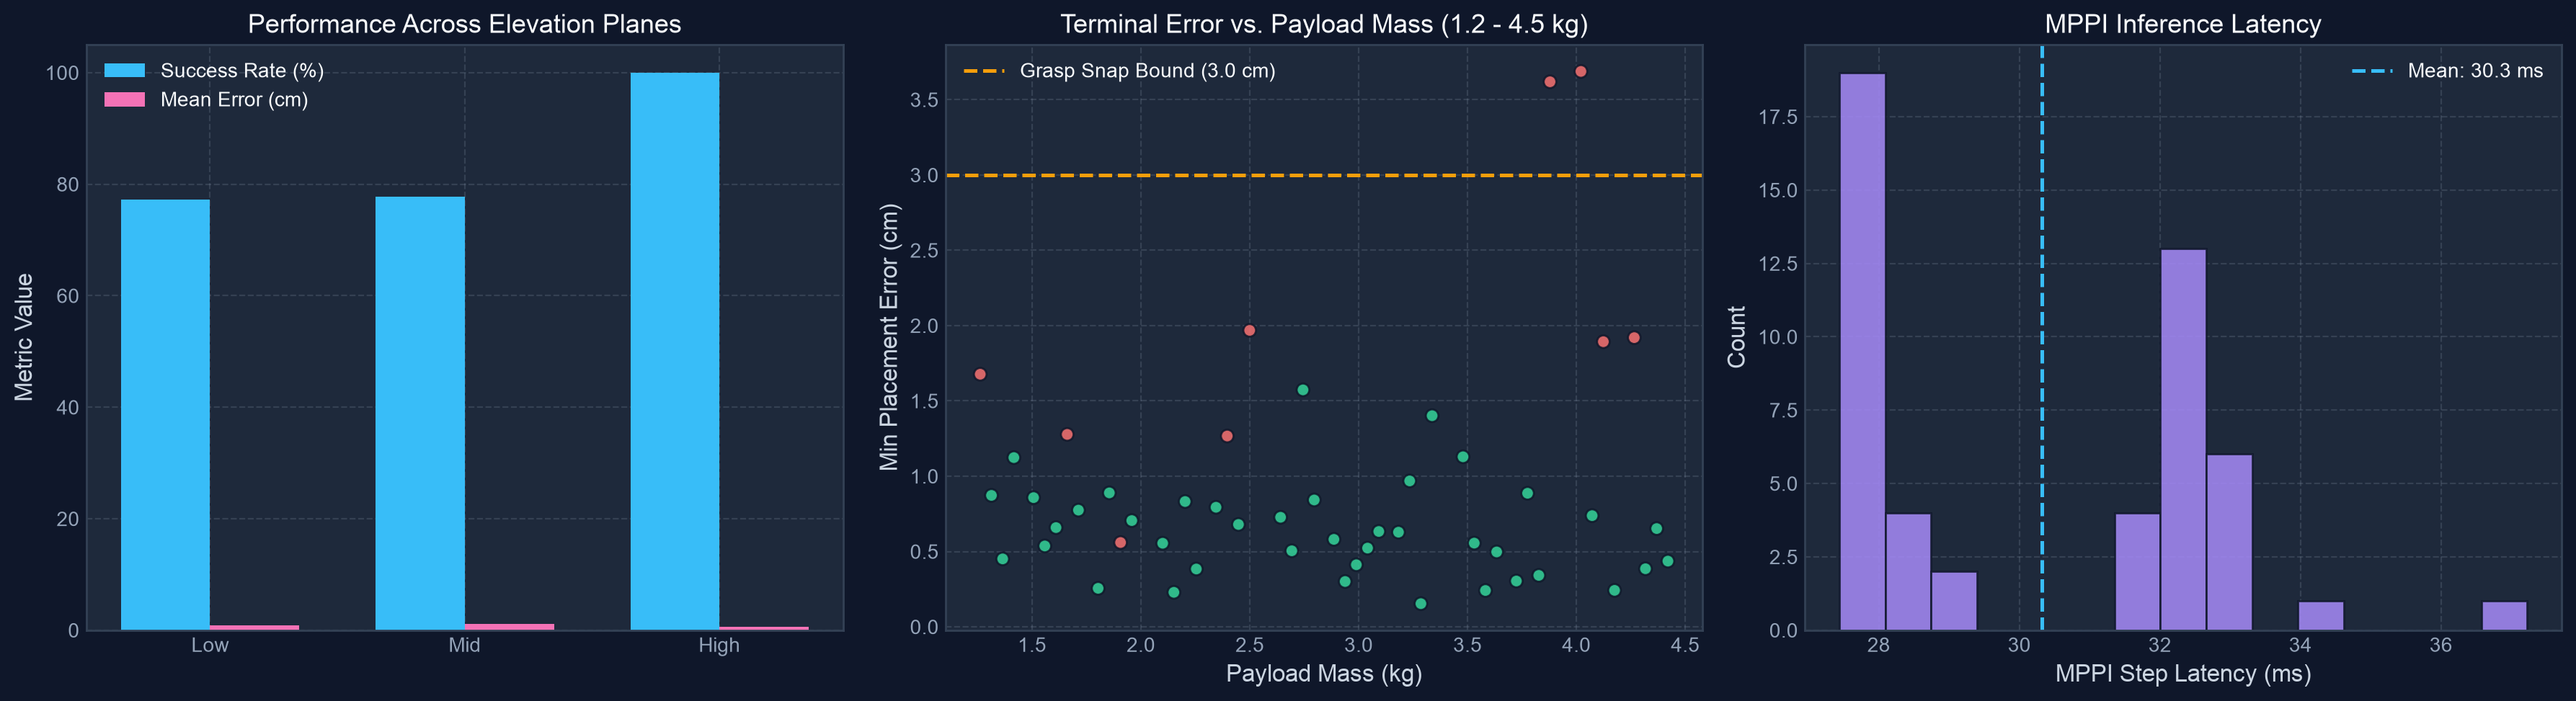 Performance Across Elevation Planes
Success Rate (%)
Mean Error (cm)
Metric Value
100
80
60
40
20
0
Low
Mid
High
Terminal Error vs. Payload Mass (1.2 - 4.5 kg)
Grasp Snap Bound (3.0 cm)
Min Placement Error (cm)
3.5
3.0
2.5
2.0
1.5
1.0
0.5
0.0
1.5
2.0
2.5
3.0
3.5
4.0
4.5
Payload Mass (kg)
MPPI Inference Latency
Mean: 30.3 ms
Count
17.5
15.0
12.5
10.0
7.5
5.0
2.5
0.0
28
30
32
34
36
MPPI Step Latency (ms)